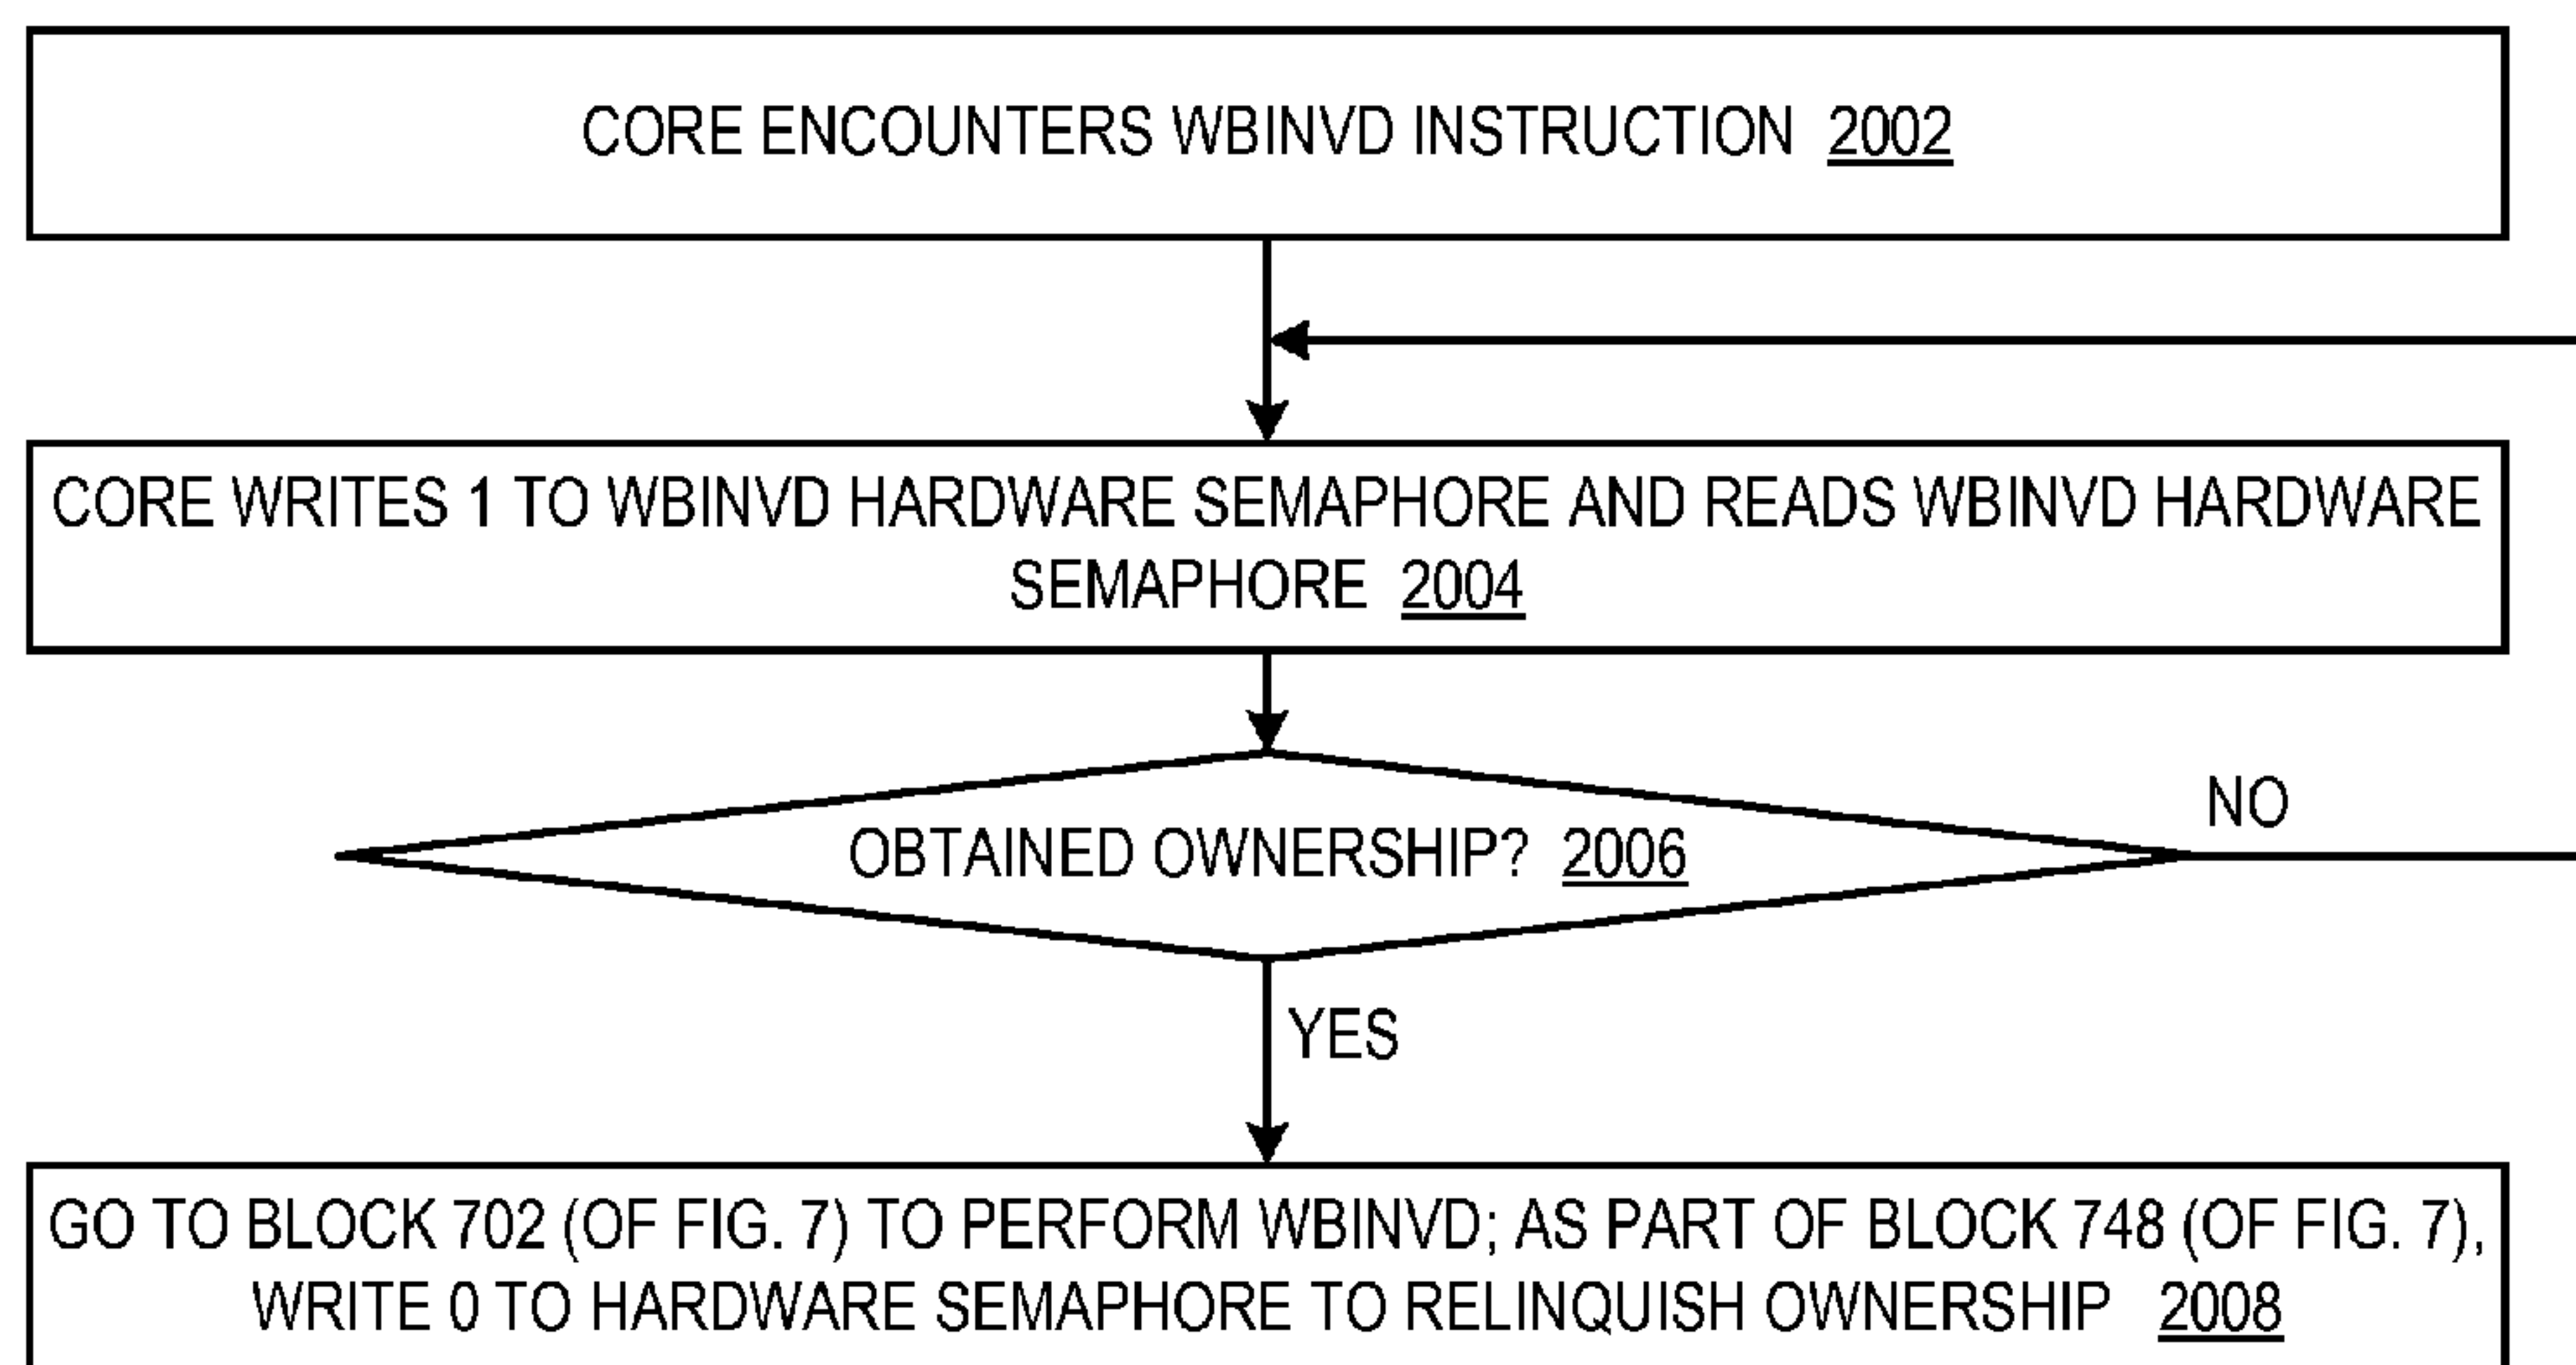 CORE ENCOUNTERS WBINVD INSTRUCTION 2002
CORE WRITES 1 TO WBINVD HARDWARE SEMAPHORE AND READS WBINVD HARDWARE
SEMAPHORE 2004
NO
OBTAINED OWNERSHIP? 2006
YES
GO TO BLOCK 702 (OF FIG. 7) TO PERFORM WBINVD; AS PART OF BLOCK 748 (OF FIG. 7),
WRITE 0 TO HARDWARE SEMAPHORE TO RELINQUISH OWNERSHIP 2008